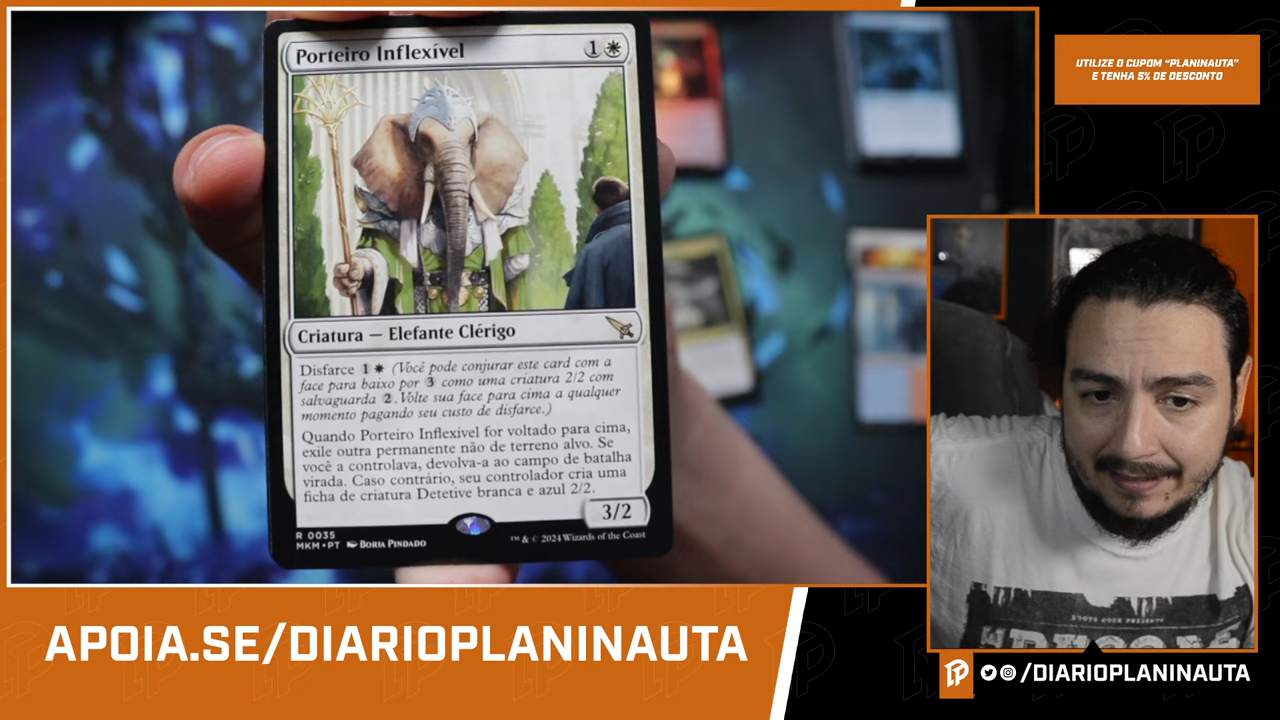 Porteiro Inflexível 1
Criatura — Elefante Clérigo
Disfarce 1 (Você pode conjurar este card com a
face para baixo por 3 como uma criatura 2/2 com
salvaguarda 2. Volte sua face para cima a qualquer
momento pagando seu custo de disfarce.)
Quando Porteiro Inflexível for voltado para cima,
exile outra permanente não de terreno alvo. Se
você a controlava, devolva-a ao campo de batalha
virada. Caso contrário, seu controlador cria uma
ficha de criatura Detetive branca e azul 2/2.
3/2
R 0035
MKM • PT BORJA PINDADO
™ & © 2024 Wizards of the Coast
UTILIZE O CUPOM “PLANINAUTA”
E TENHA 5% DE DESCONTO
APOIA.SE/DIARIOPLANINAUTA
/DIARIOPLANINAUTA